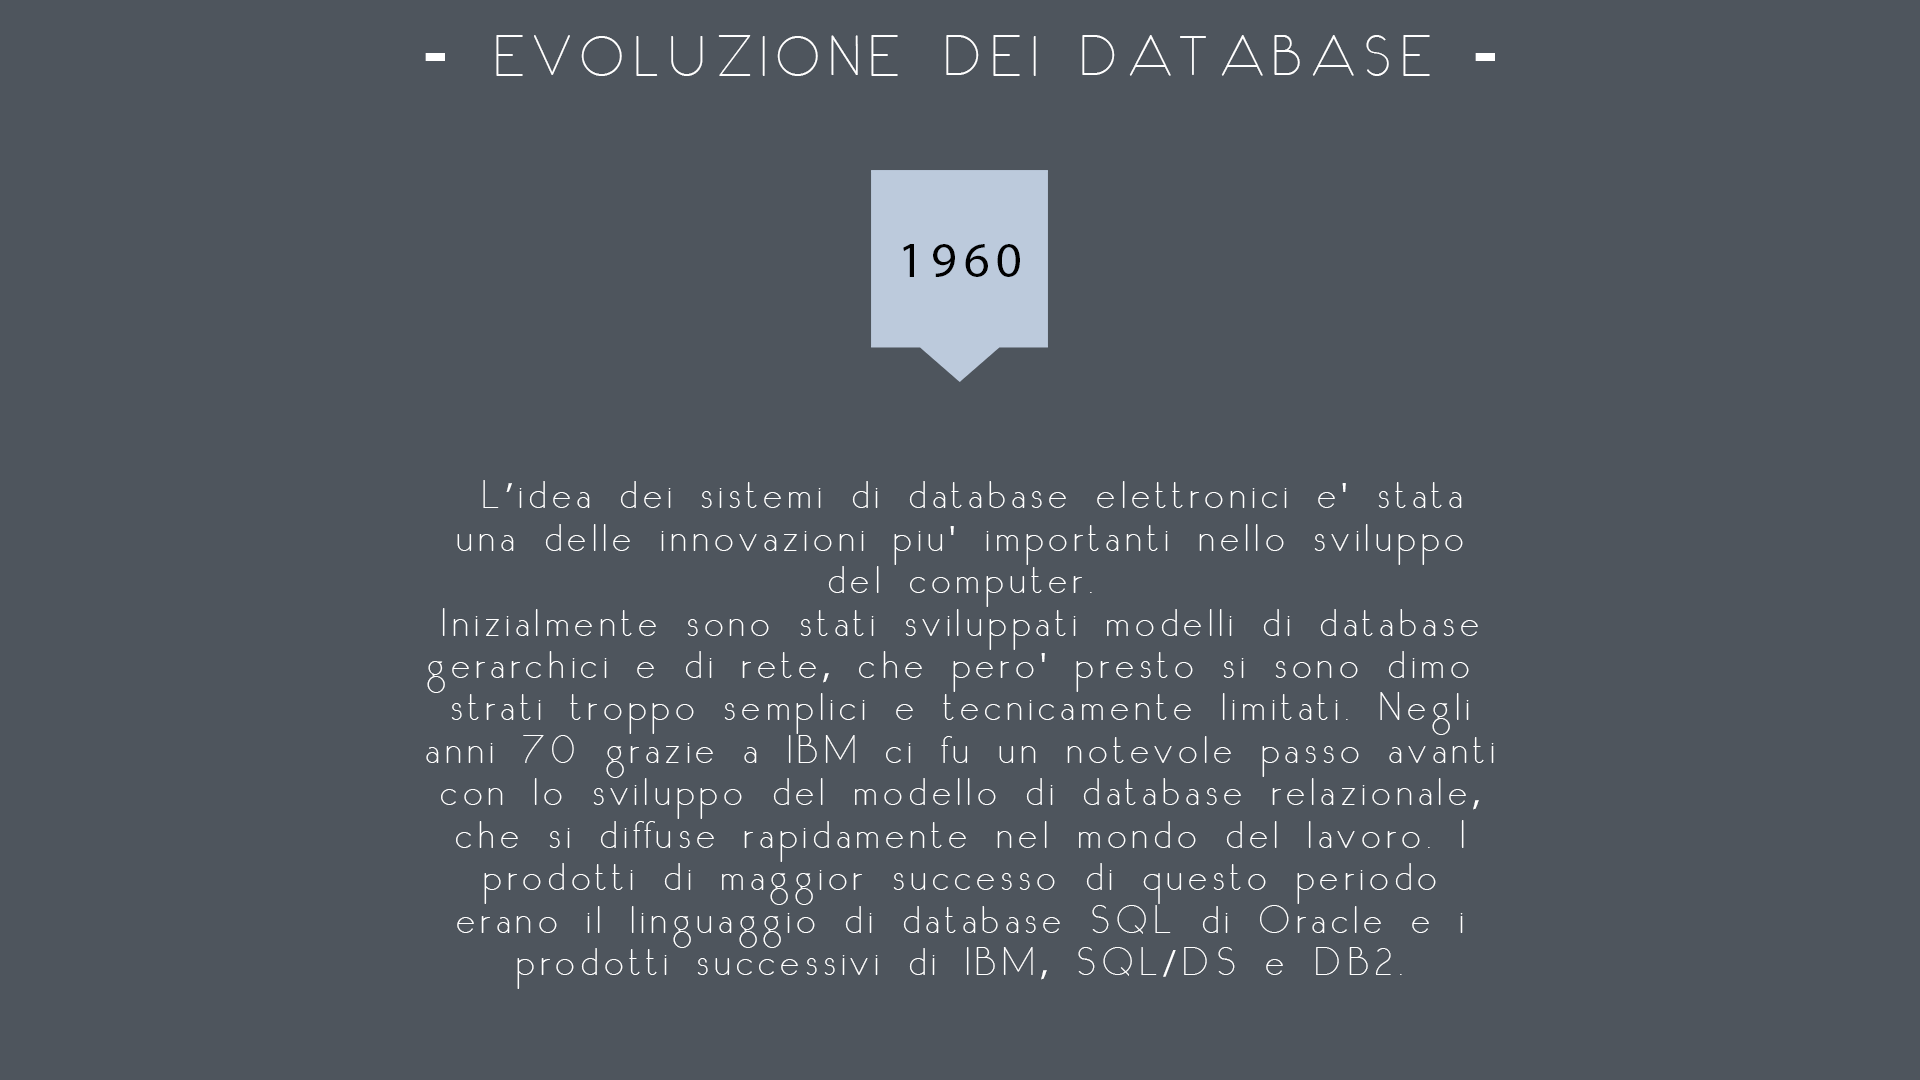 - EVOLUZIONE DEI DATABASE -
1960
L'idea dei sistemi di database elettronici e' stata
una delle innovazioni piu' importanti nello sviluppo
del computer.
Inizialmente sono stati sviluppati modelli di database
gerarchici e di rete, che pero' presto si sono dimo
strati troppo semplici e tecnicamente limitati. Negli
anni 70 grazie a IBM ci fu un notevole passo avanti
con lo sviluppo del modello di database relazionale,
che si diffuse rapidamente nel mondo del lavoro. I
prodotti di maggior successo di questo periodo
erano il linguaggio di database SQL di Oracle e i
prodotti successivi di IBM, SQL/DS e DB2.